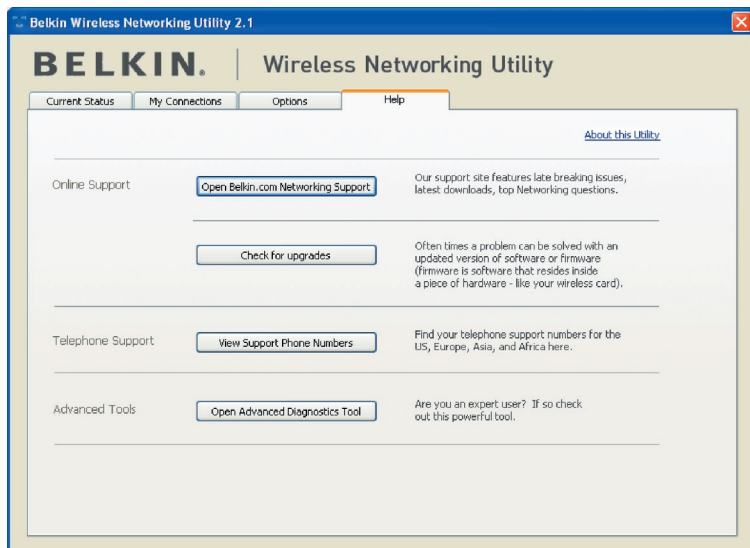 Belkin Wireless Networking Utility 2.1
BELKIN. Wireless Networking Utility
Current Status My Connections Options Help
About this Utility
Online Support
Open Belkin.com Networking Support
Our support site features late breaking issues,
latest downloads, top Networking questions.
Check for upgrades
Often times a problem can be solved with an
updated version of software or firmware
(firmware is software that resides inside
a piece of hardware - like your wireless card).
Telephone Support
View Support Phone Numbers
Find your telephone support numbers for the
US, Europe, Asia, and Africa here.
Advanced Tools
Open Advanced Diagnostics Tool
Are you an expert user? If so check
out this powerful tool.